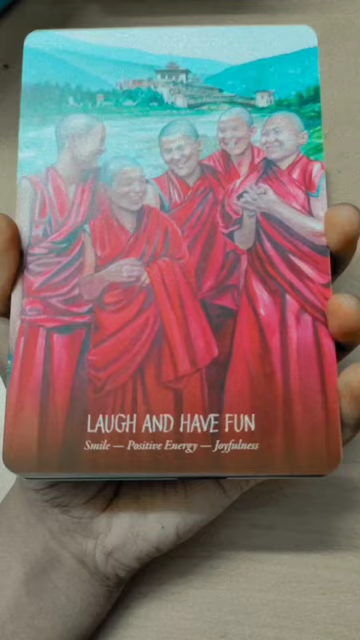 LAUGH AND HAVE FUN
Smile — Positive Energy — Joyfulness